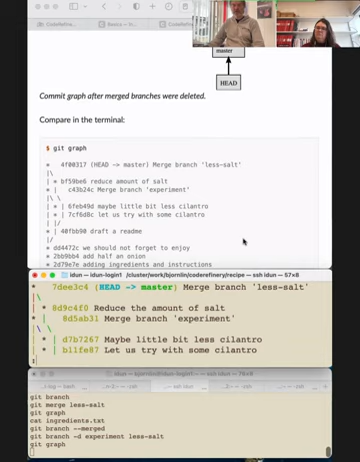 master
HEAD
Commit graph after merged branches were deleted.
Compare in the terminal:
$ git graph
* 4f00317 (HEAD -> master) Merge branch 'less-salt'
|\
| * bf59be6 reduce amount of salt
* | c43b24c Merge branch 'experiment'
|\ \
| * | 6feb49d maybe little bit less cilantro
| * | 7cf6d8c let us try with some cilantro
| |/
* | 40fbb90 draft a readme
|/
* dd4472c we should not forget to enjoy
* 2bb9bb4 add half an onion
* 2d79e7e adding ingredients and instructions
idun — idun-login1: /cluster/work/bjornlin/coderefinery/recipe — ssh idun — 57×8
* 7dee3c4 (HEAD -> master) Merge branch 'less-salt'
|\
| * 8d9c4f0 Reduce the amount of salt
* | 8d5ab31 Merge branch 'experiment'
|\ \
| * | d7b7267 Maybe little bit less cilantro
| * | b11fe87 Let us try with some cilantro
git branch
git merge less-salt
git graph
cat ingredients.txt
git branch --merged
git branch -d experiment less-salt
git graph